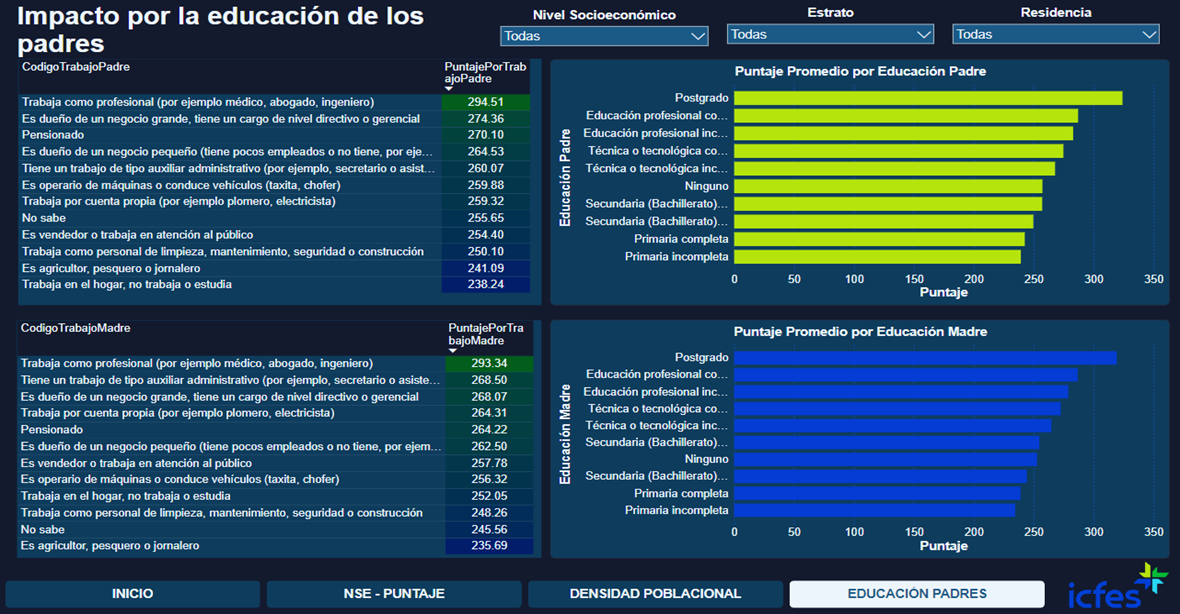 Impacto por la educación de los
padres
Nivel Socioeconómico
Todas
Estrato
Todas
Residencia
Todas
CodigoTrabajoPadre
PuntajePorTrab
ajoPadre
Trabaja como profesional (por ejemplo médico, abogado, ingeniero) 294.51
Es dueño de un negocio grande, tiene un cargo de nivel directivo o gerencial 274.36
Pensionado 270.10
Es dueño de un negocio pequeño (tiene pocos empleados o no tiene, por eje... 264.53
Tiene un trabajo de tipo auxiliar administrativo (por ejemplo, secretario o asist... 260.07
Es operario de máquinas o conduce vehículos (taxita, chofer) 259.88
Trabaja por cuenta propia (por ejemplo plomero, electricista) 259.32
No sabe 255.65
Es vendedor o trabaja en atención al público 254.40
Trabaja como personal de limpieza, mantenimiento, seguridad o construcción 250.10
Es agricultor, pesquero o jornalero 241.09
Trabaja en el hogar, no trabaja o estudia 238.24
Puntaje Promedio por Educación Padre
Educación Padre
Postgrado
Educación profesional co...
Educación profesional inc...
Técnica o tecnológica co...
Técnica o tecnológica inc...
Ninguno
Secundaria (Bachillerato)...
Secundaria (Bachillerato)...
Primaria completa
Primaria incompleta
0 50 100 150 200 250 300 350
Puntaje
CodigoTrabajoMadre
PuntajePorTra
bajoMadre
Trabaja como profesional (por ejemplo médico, abogado, ingeniero) 293.34
Tiene un trabajo de tipo auxiliar administrativo (por ejemplo, secretario o asiste... 268.50
Es dueño de un negocio grande, tiene un cargo de nivel directivo o gerencial 268.07
Trabaja por cuenta propia (por ejemplo plomero, electricista) 264.31
Pensionado 264.22
Es dueño de un negocio pequeño (tiene pocos empleados o no tiene, por ejem... 262.50
Es vendedor o trabaja en atención al público 257.78
Es operario de máquinas o conduce vehículos (taxita, chofer) 256.32
Trabaja en el hogar, no trabaja o estudia 252.05
Trabaja como personal de limpieza, mantenimiento, seguridad o construcción 248.26
No sabe 245.56
Es agricultor, pesquero o jornalero 235.69
Puntaje Promedio por Educación Madre
Educación Madre
Postgrado
Educación profesional co...
Educación profesional inc...
Técnica o tecnológica co...
Técnica o tecnológica inc...
Secundaria (Bachillerato)...
Ninguno
Secundaria (Bachillerato)...
Primaria completa
Primaria incompleta
0 50 100 150 200 250 300 350
Puntaje
INICIO
NSE - PUNTAJE
DENSIDAD POBLACIONAL
EDUCACIÓN PADRES
icfes